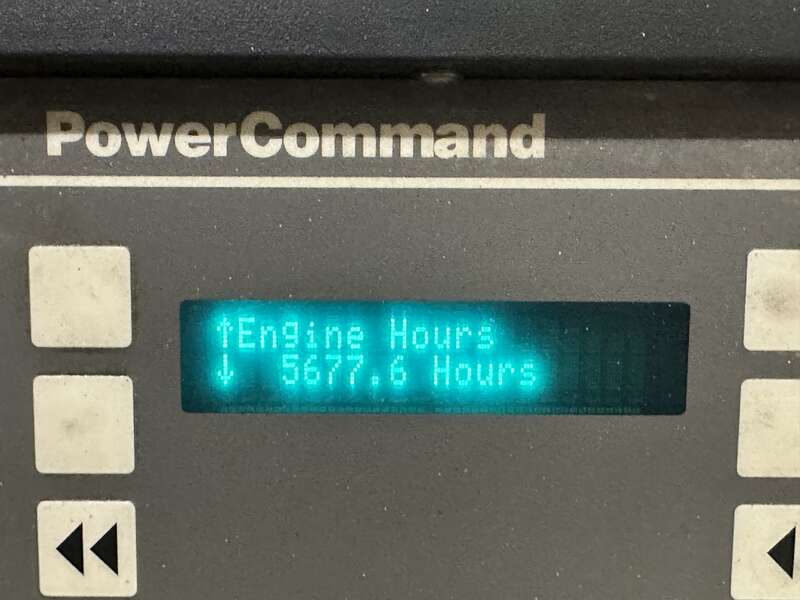 PowerCommand
↑Engine Hours
↓ 5677.6 Hours